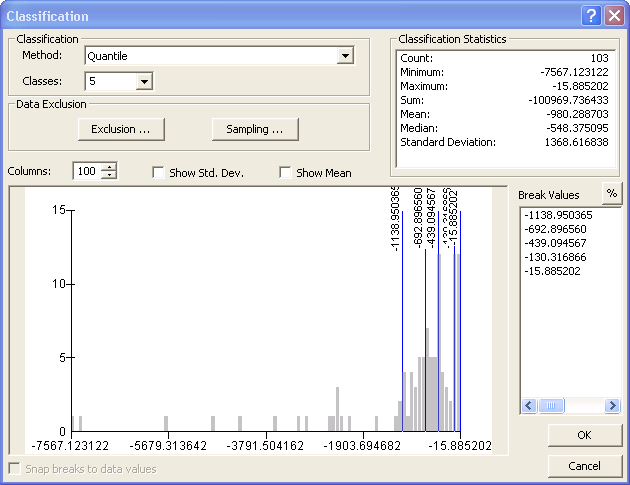 Classification
Classification
Method: Quantile
Classes: 5
Data Exclusion
Exclusion ...
Sampling ...
Classification Statistics
Count: 103
Minimum: -7567.123122
Maximum: -15.885202
Sum: -100969.736433
Mean: -980.288703
Median: -548.375095
Standard Deviation: 1368.616838
Columns: 100 Show Std. Dev. Show Mean
Break Values %
-1138.950365
-692.896560
-439.094567
-130.316866
-15.885202
-1138.950365
-692.896560
-439.094567
-130.316866
-15.885202
15
10
5
0
-7567.123122 -5679.313642 -3791.504162 -1903.694682 -15.885202
Snap breaks to data values
OK
Cancel